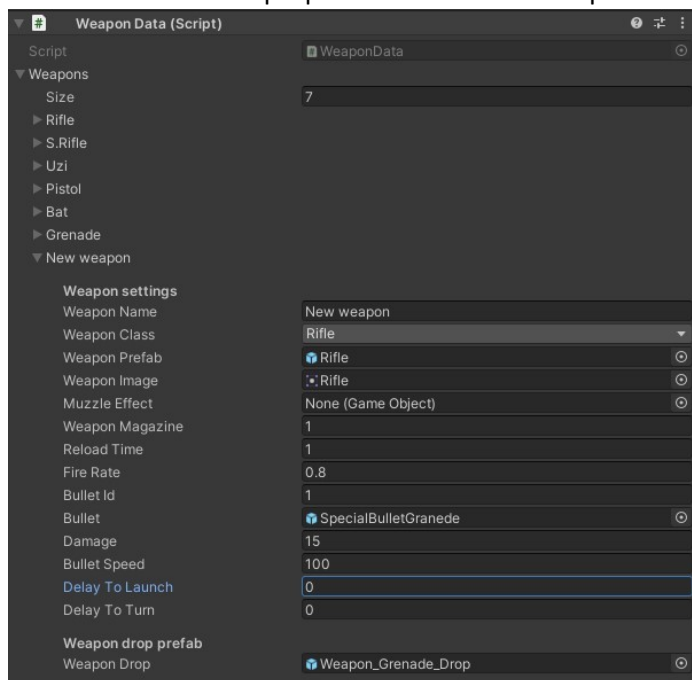 # Weapon Data (Script)
Script WeaponData
Weapons
Size 7
Rifle
S.Rifle
Uzi
Pistol
Bat
Grenade
New weapon
Weapon settings
Weapon Name New weapon
Weapon Class Rifle
Weapon Prefab Rifle
Weapon Image Rifle
Muzzle Effect None (Game Object)
Weapon Magazine 1
Reload Time 1
Fire Rate 0.8
Bullet Id 1
Bullet SpecialBulletGranede
Damage 15
Bullet Speed 100
Delay To Launch 0
Delay To Turn 0
Weapon drop prefab
Weapon Drop Weapon_Grenade_Drop